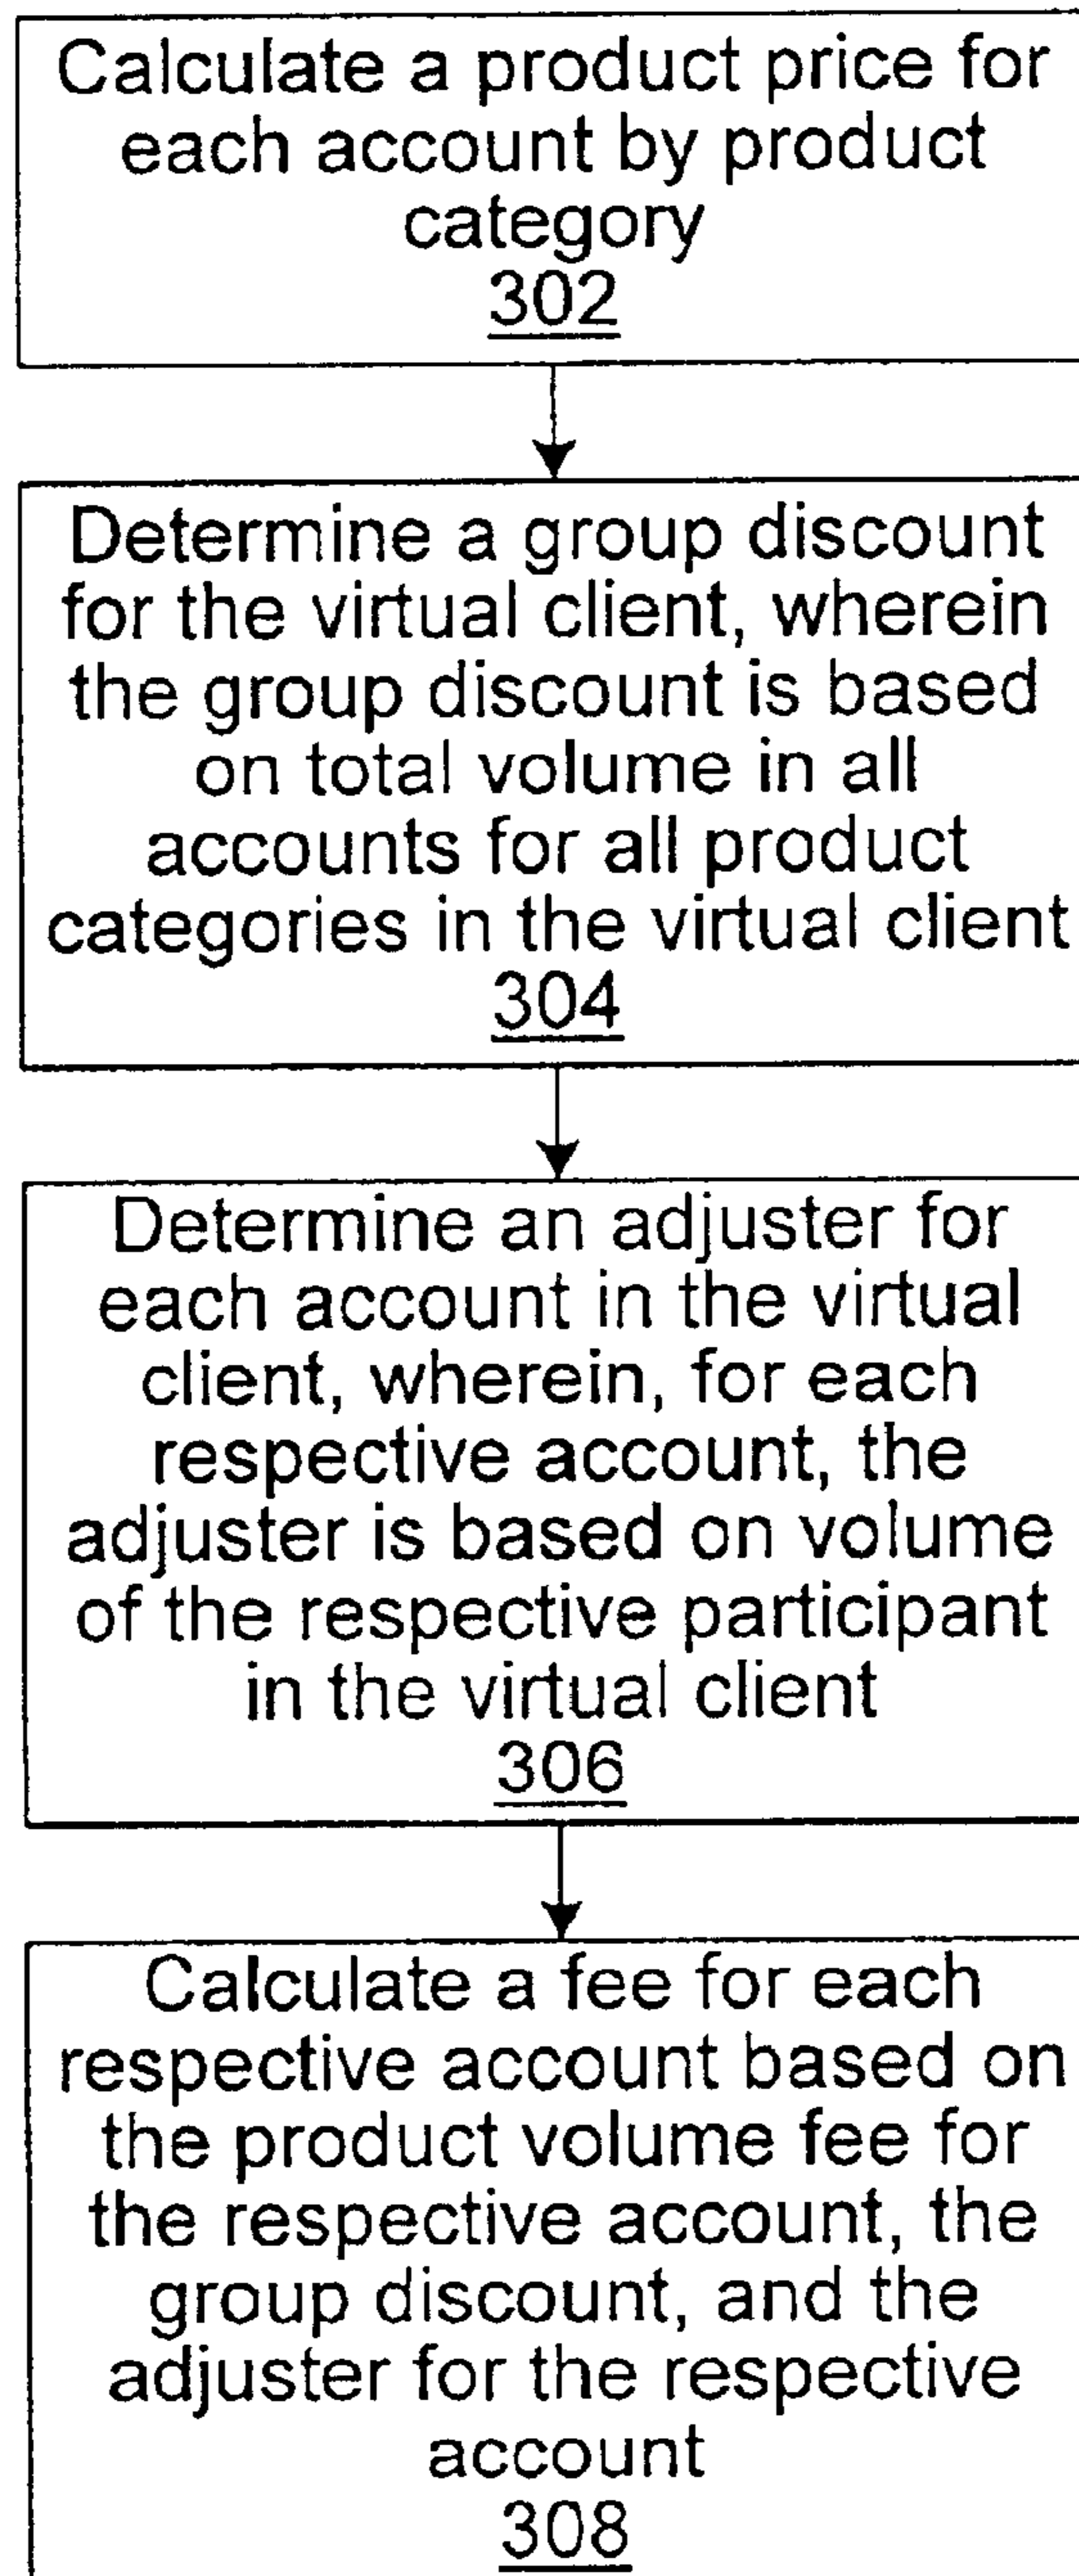 Calculate a product price for
each account by product
category
302
Determine a group discount
for the virtual client, wherein
the group discount is based
on total volume in all
accounts for all product
categories in the virtual client
304
Determine an adjuster for
each account in the virtual
client, wherein, for each
respective account, the
adjuster is based on volume
of the respective participant
in the virtual client
306
Calculate a fee for each
respective account based on
the product volume fee for
the respective account, the
group discount, and the
adjuster for the respective
account
308